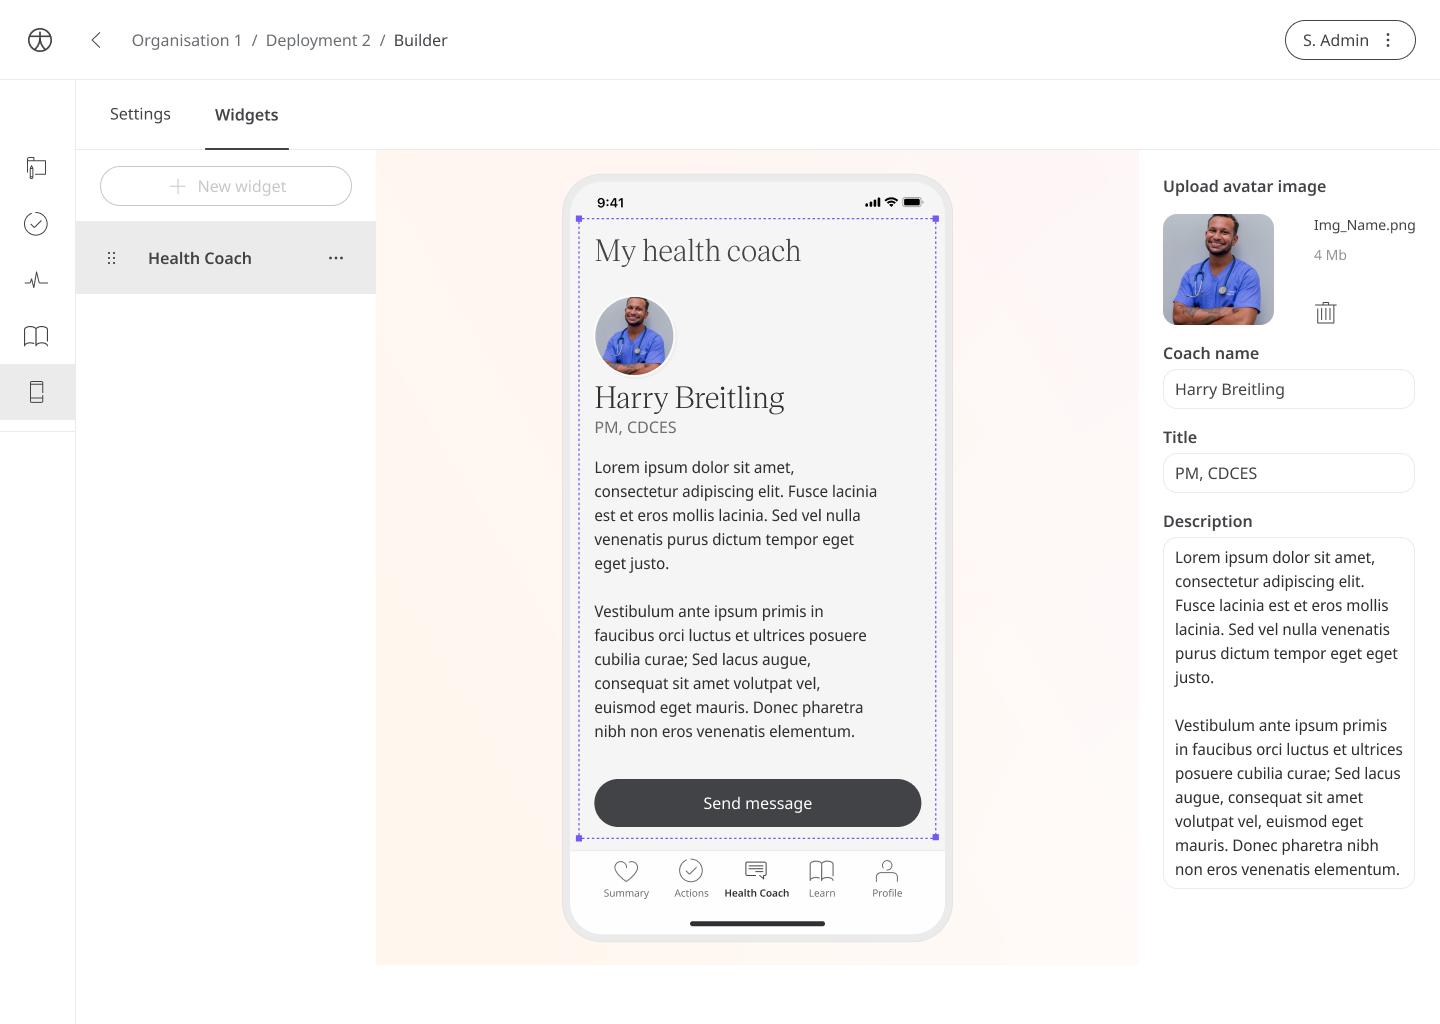 Organisation 1 / Deployment 2 / Builder
S. Admin
Settings
Widgets
New widget
Health Coach
9:41
My health coach
Harry Breitling
PM, CDCES
Lorem ipsum dolor sit amet,
consectetur adipiscing elit. Fusce lacinia
est et eros mollis lacinia. Sed vel nulla
venenatis purus dictum tempor eget
eget justo.
Vestibulum ante ipsum primis in
faucibus orci luctus et ultrices posuere
cubilia curae; Sed lacus augue,
consequat sit amet volutpat vel,
euismod eget mauris. Donec pharetra
nibh non eros venenatis elementum.
Send message
Summary
Actions
Health Coach
Learn
Profile
Upload avatar image
Img_Name.png
4 Mb
Coach name
Harry Breitling
Title
PM, CDCES
Description
Lorem ipsum dolor sit amet,
consectetur adipiscing elit.
Fusce lacinia est et eros mollis
lacinia. Sed vel nulla venenatis
purus dictum tempor eget eget
justo.
Vestibulum ante ipsum primis
in faucibus orci luctus et ultrices
posuere cubilia curae; Sed lacus
augue, consequat sit amet
volutpat vel, euismod eget
mauris. Donec pharetra nibh
non eros venenatis elementum.